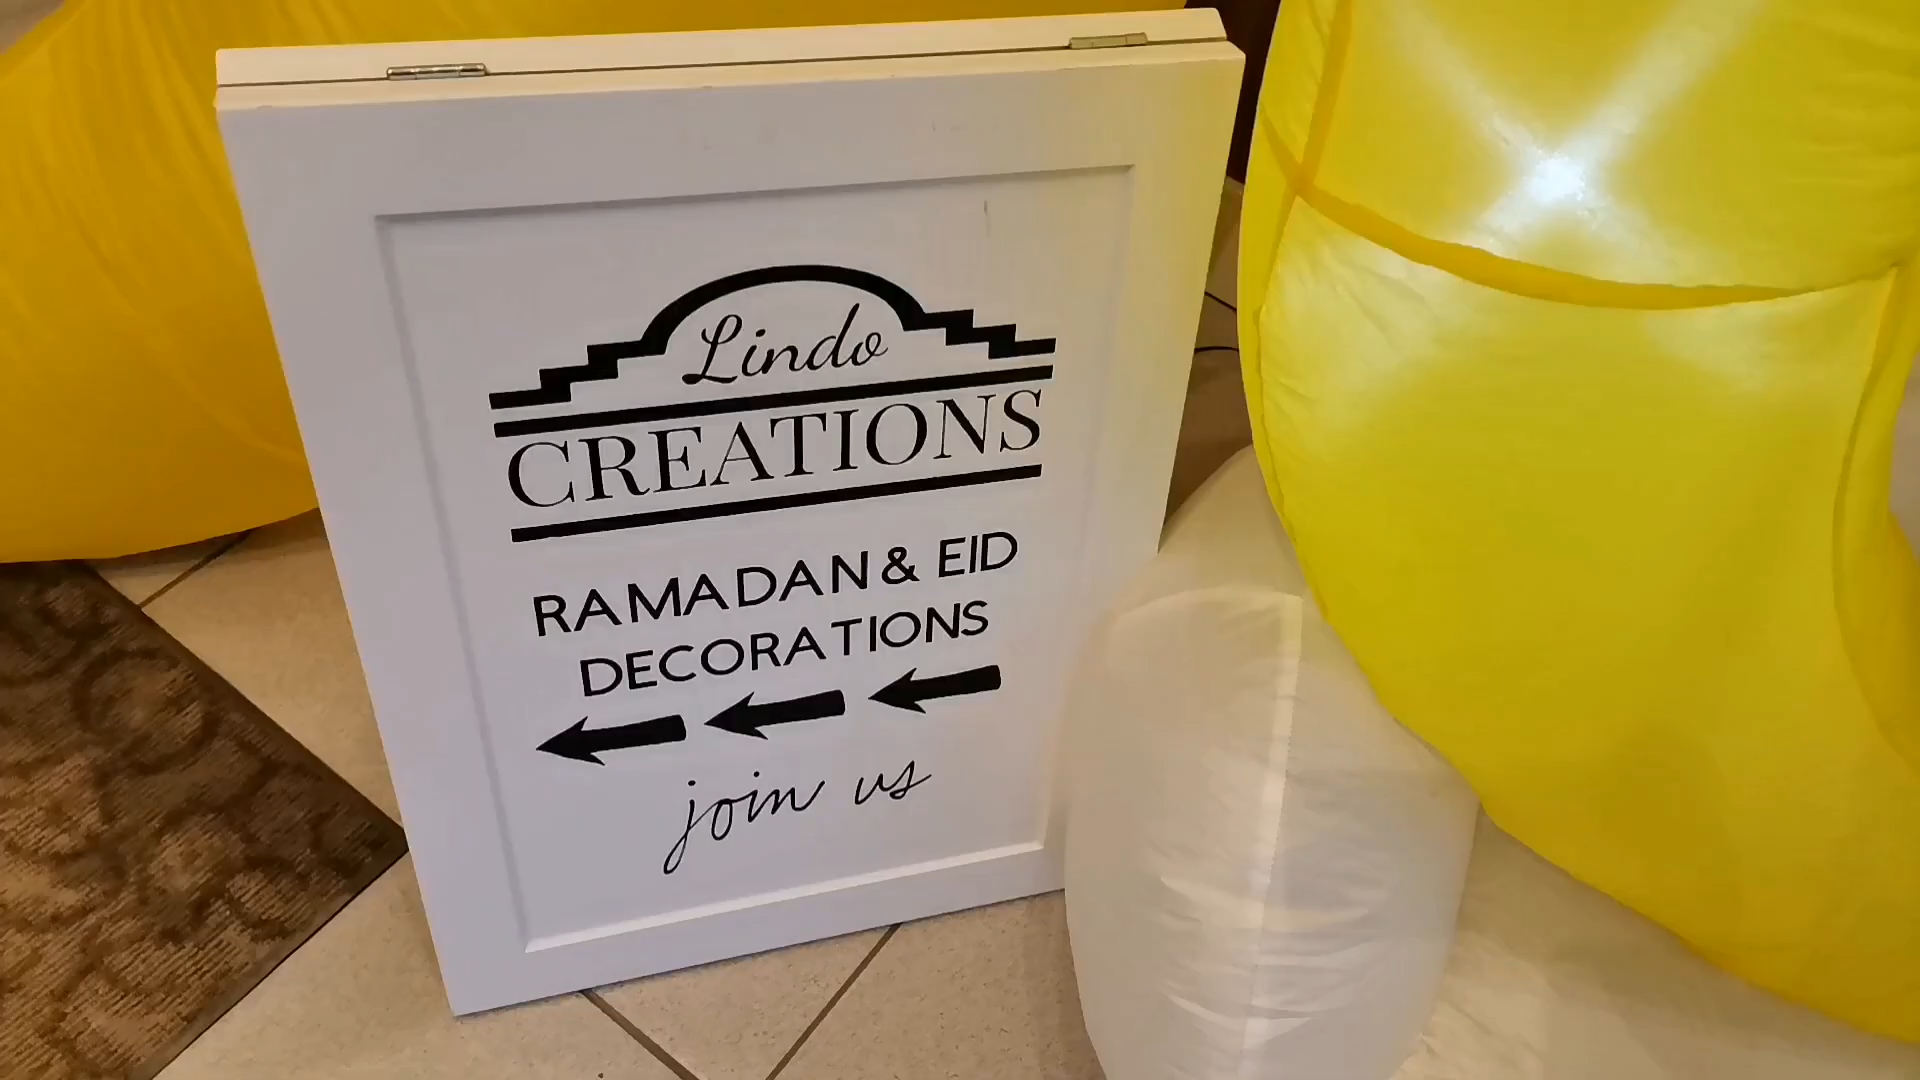 Lindo
CREATIONS
RAMADAN & EID
DECORATIONS
join us